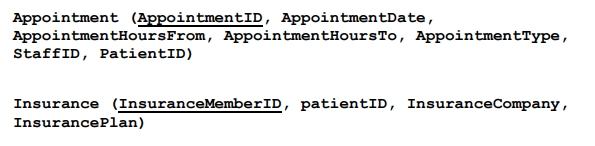 Appointment (AppointmentID, AppointmentDate,
AppointmentHoursFrom, AppointmentHoursTo, AppointmentType,
StaffID, PatientID)
Insurance (InsuranceMemberID, patientID, InsuranceCompany,
InsurancePlan)